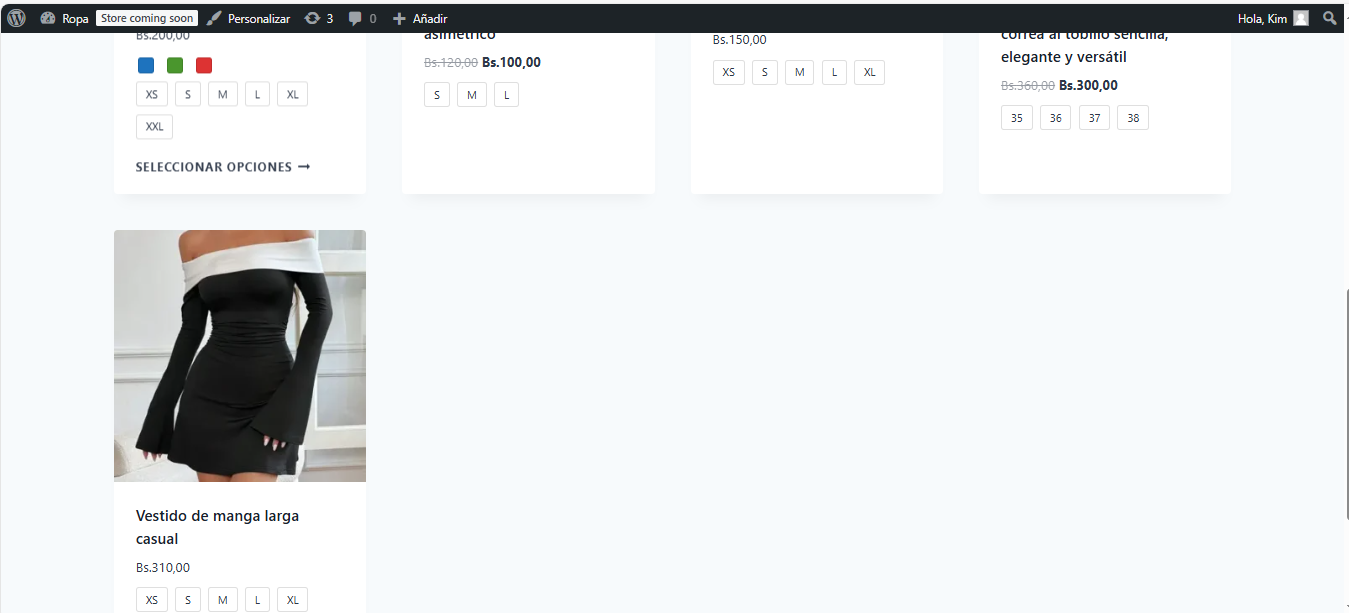 Ropa Store coming soon Personalizar 3 0 Añadir Hola, Kim
Bs.200,00
XS S M L XL
XXL
SELECCIONAR OPCIONES →
asimétrico
Bs.120,00 Bs.100,00
S M L
Bs.150,00
XS S M L XL
correa al tobillo sencilla,
elegante y versátil
Bs.360,00 Bs.300,00
35 36 37 38
Vestido de manga larga
casual
Bs.310,00
XS S M L XL